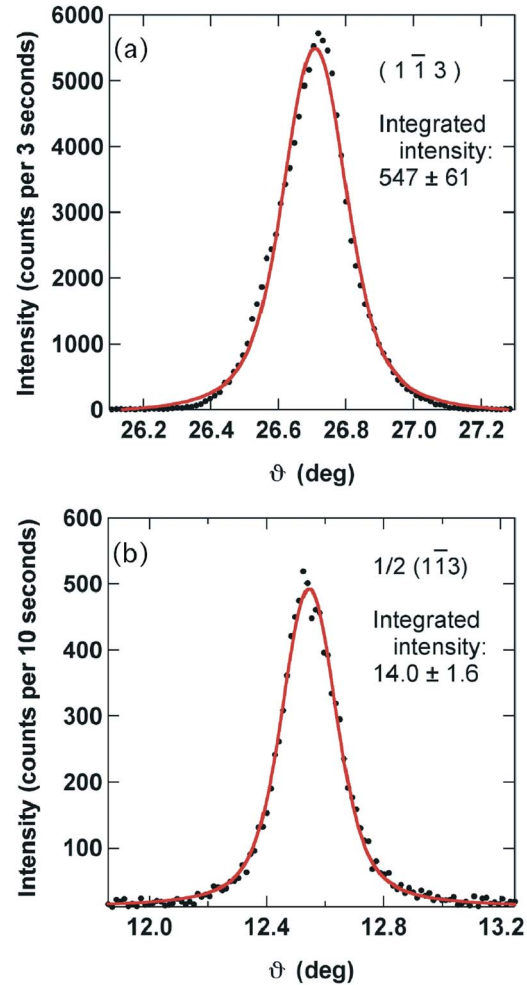 (a)
6000
5000
4000
3000
2000
1000
0
Intensity (counts per 3 seconds)
( 1 1̅ 3 )
Integrated
intensity:
547 ± 61
26.2 26.4 26.6 26.8 27.0 27.2
ϑ (deg)
(b)
600
500
400
300
200
100
Intensity (counts per 10 seconds)
1/2 (11̅3)
Integrated
intensity:
14.0 ± 1.6
12.0 12.4 12.8 13.2
ϑ (deg)